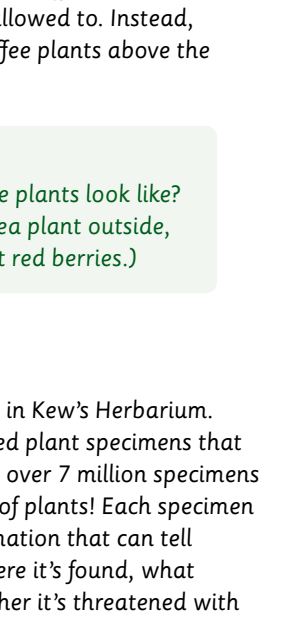 allowed to. Instead,
ffee plants above the
e plants look like?
ea plant outside,
t red berries.)
in Kew's Herbarium.
ed plant specimens that
over 7 million specimens
of plants! Each specimen
mation that can tell
ere it's found, what
her it's threatened with